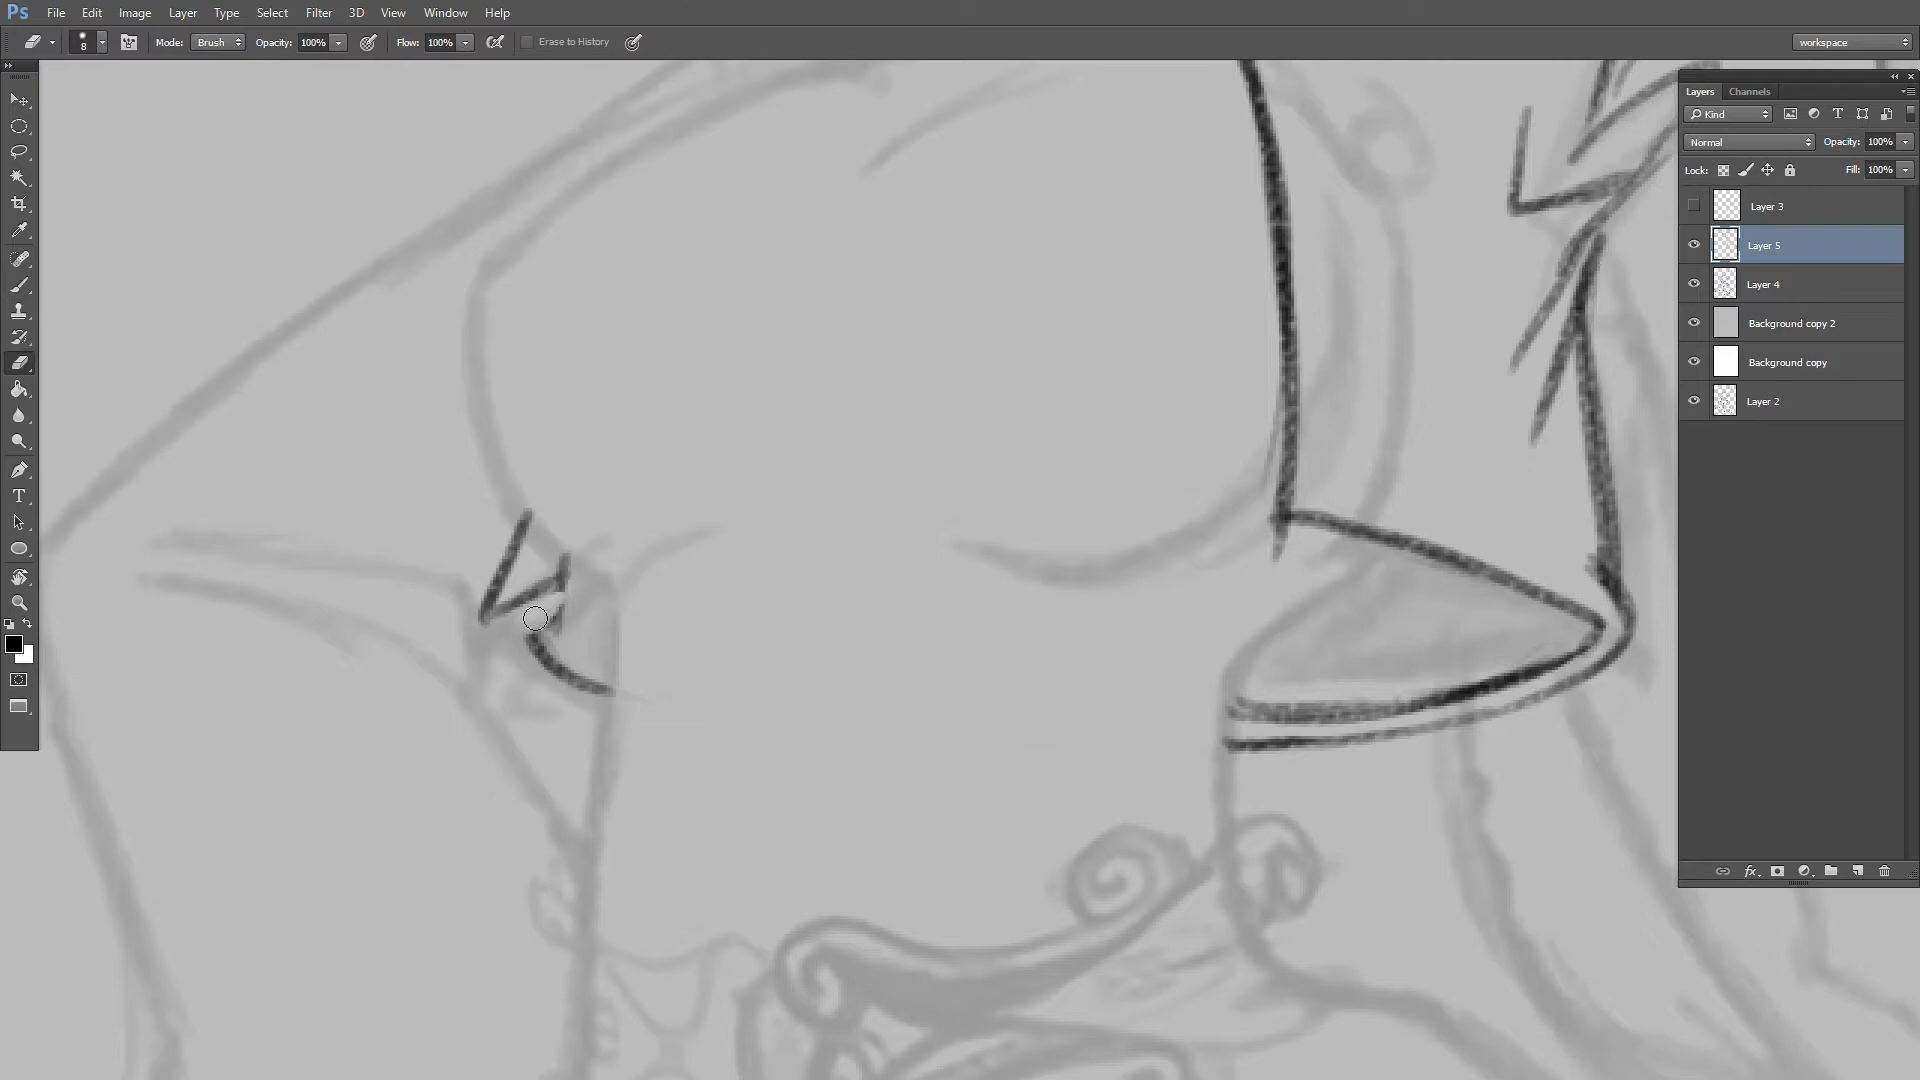 Ps File Edit Image Layer Type Select Filter 3D View Window Help
8 Mode: Brush Opacity: 100% Flow: 100% Erase to History workspace
Layers Channels
Kind T
Normal Opacity: 100%
Lock: Fill: 100%
Layer 3
Layer 5
Layer 4
Background copy 2
Background copy
Layer 2
T
fx